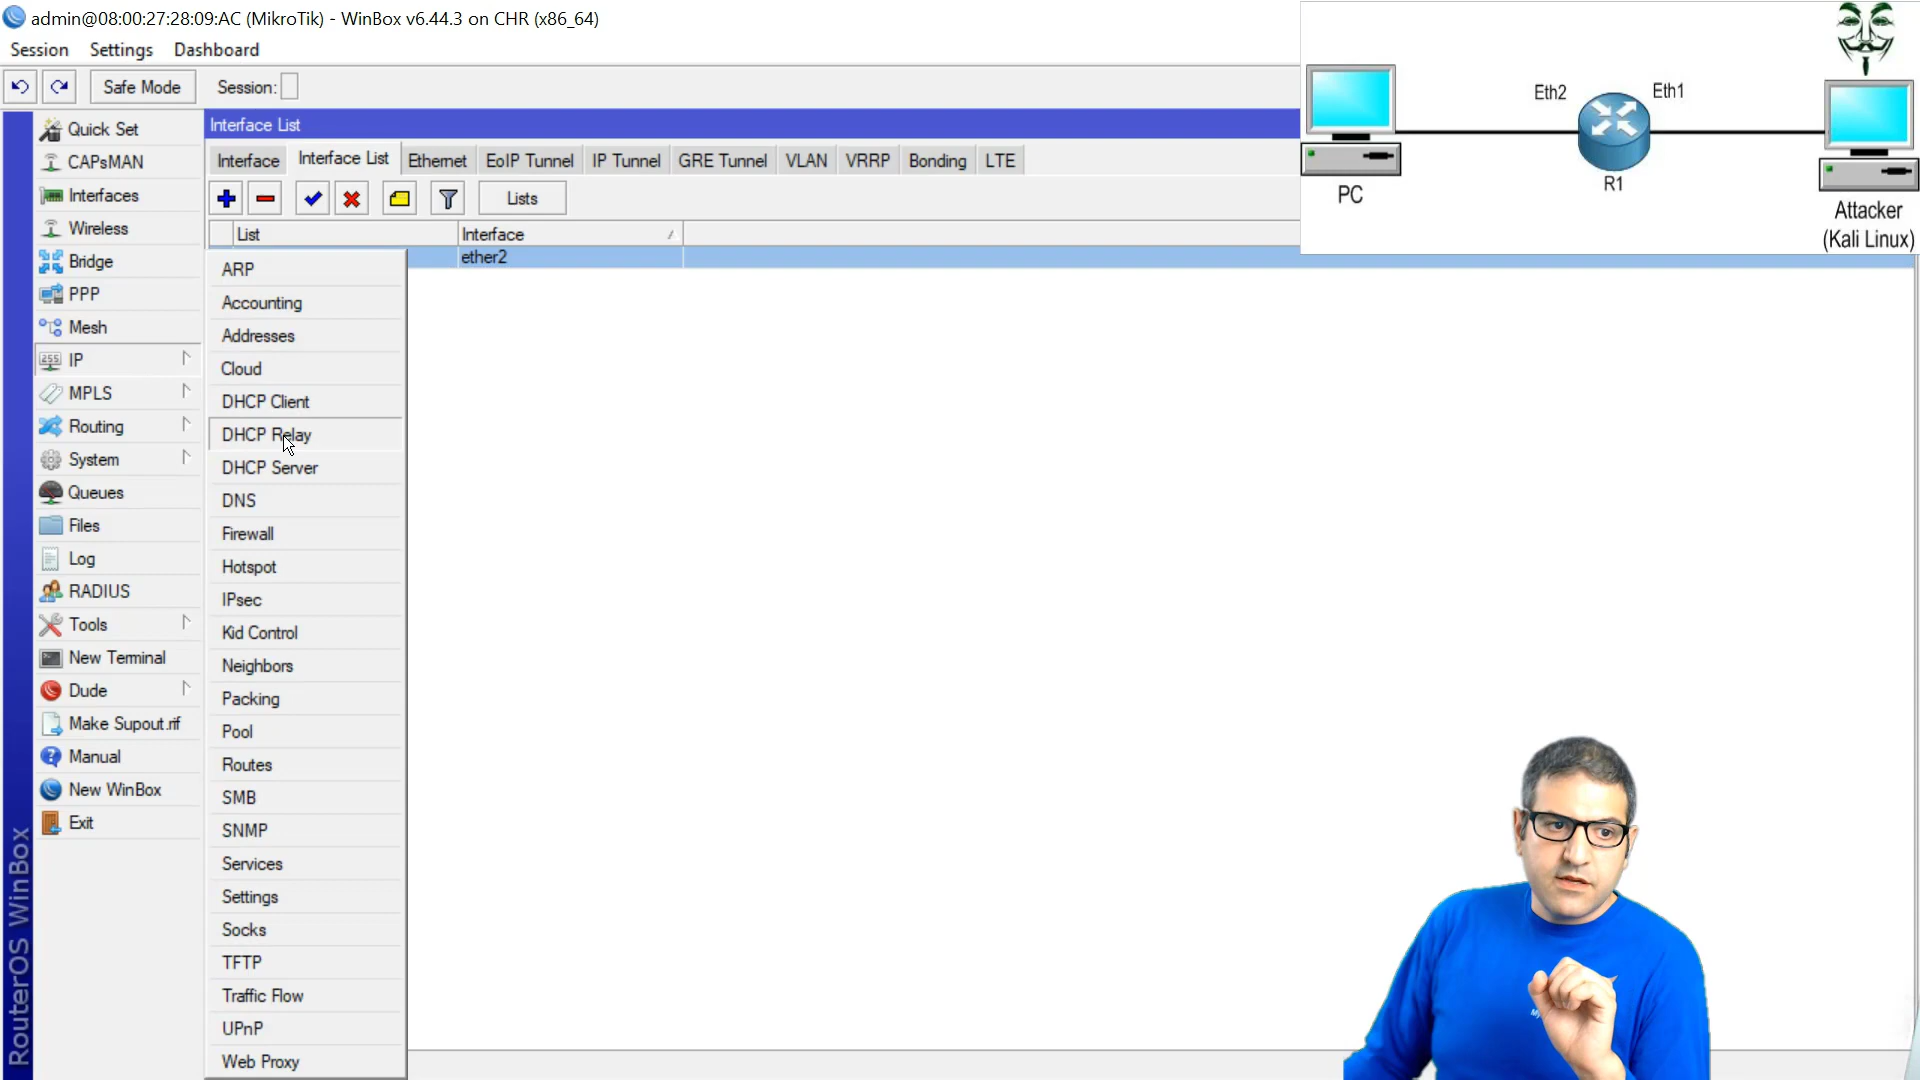 admin@08:00:27:28:09:AC (MikroTik) - WinBox v6.44.3 on CHR (x86_64)
Session Settings Dashboard
Safe Mode Session:
Interface List
Interface Interface List Ethernet EoIP Tunnel IP Tunnel GRE Tunnel VLAN VRRP Bonding LTE
Lists
List Interface
ether2
Quick Set
CAPsMAN
Interfaces
Wireless
Bridge
PPP
Mesh
255 IP
MPLS
Routing
System
Queues
Files
Log
RADIUS
Tools
New Terminal
Dude
Make Supout.rif
Manual
New WinBox
Exit
ARP
Accounting
Addresses
Cloud
DHCP Client
DHCP Relay
DHCP Server
DNS
Firewall
Hotspot
IPsec
Kid Control
Neighbors
Packing
Pool
Routes
SMB
SNMP
Services
Settings
Socks
TFTP
Traffic Flow
UPnP
Web Proxy
RouterOS WinBox
Eth2 Eth1
R1
PC
Attacker
(Kali Linux)